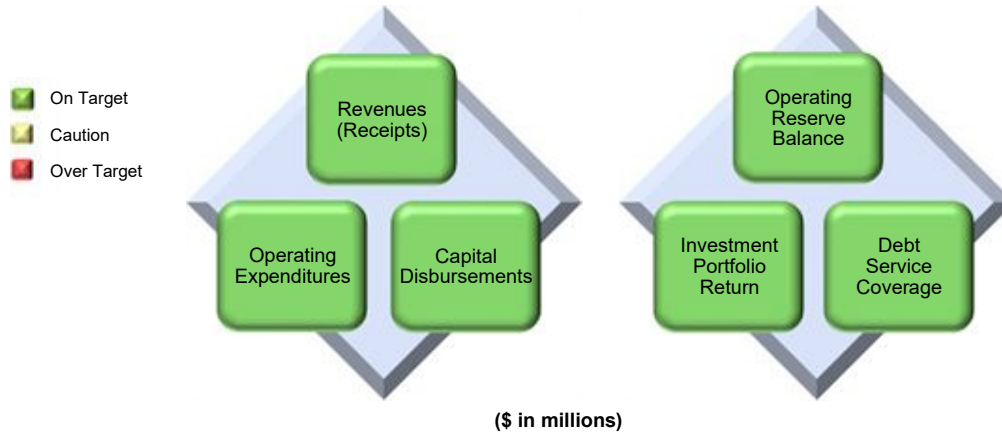 On Target
Caution
Over Target
Revenues
(Receipts)
Operating
Expenditures
Capital
Disbursements
Operating
Reserve
Balance
Investment
Portfolio
Return
Debt
Service
Coverage
($ in millions)